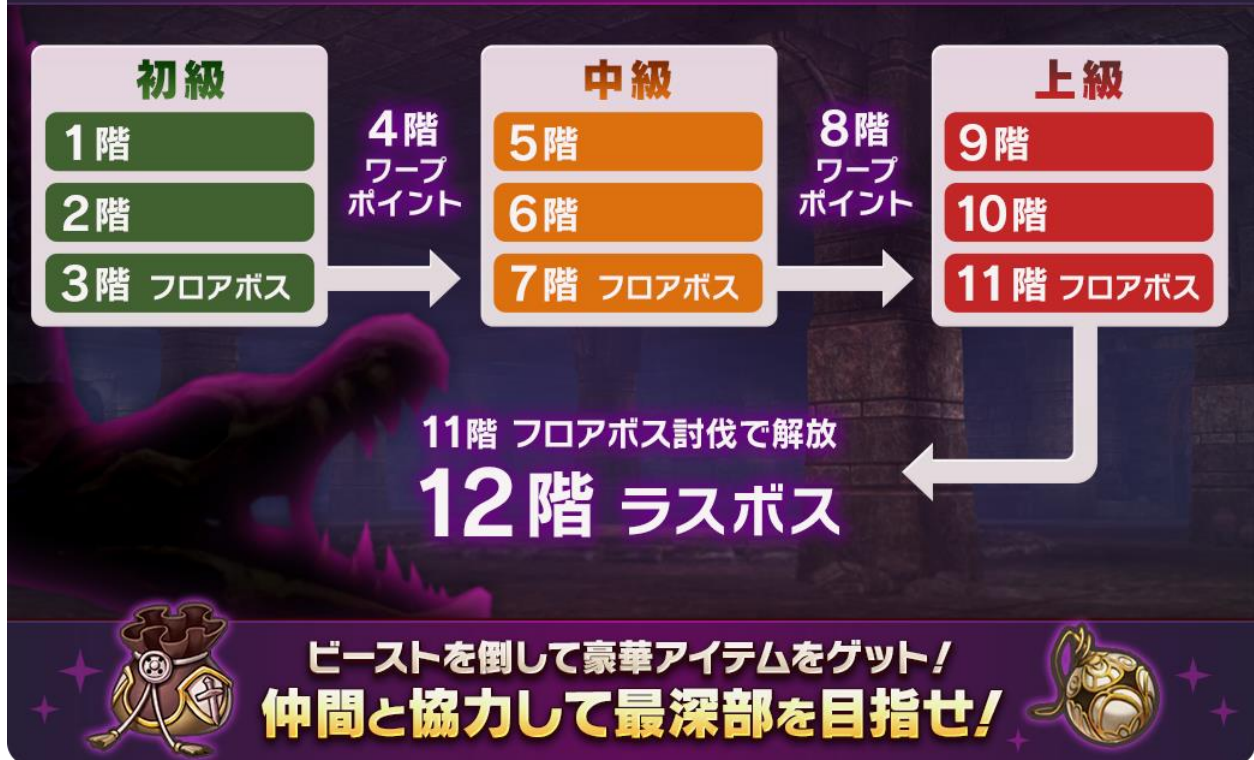 初級
1階
2階
3階 フロアボス
4階
ワープ
ポイント
中級
5階
6階
7階 フロアボス
8階
ワープ
ポイント
上級
9階
10階
11階 フロアボス
11階 フロアボス討伐で解放
12階 ラスボス
ビーストを倒して豪華アイテムをゲット!
仲間と協力して最深部を目指せ!